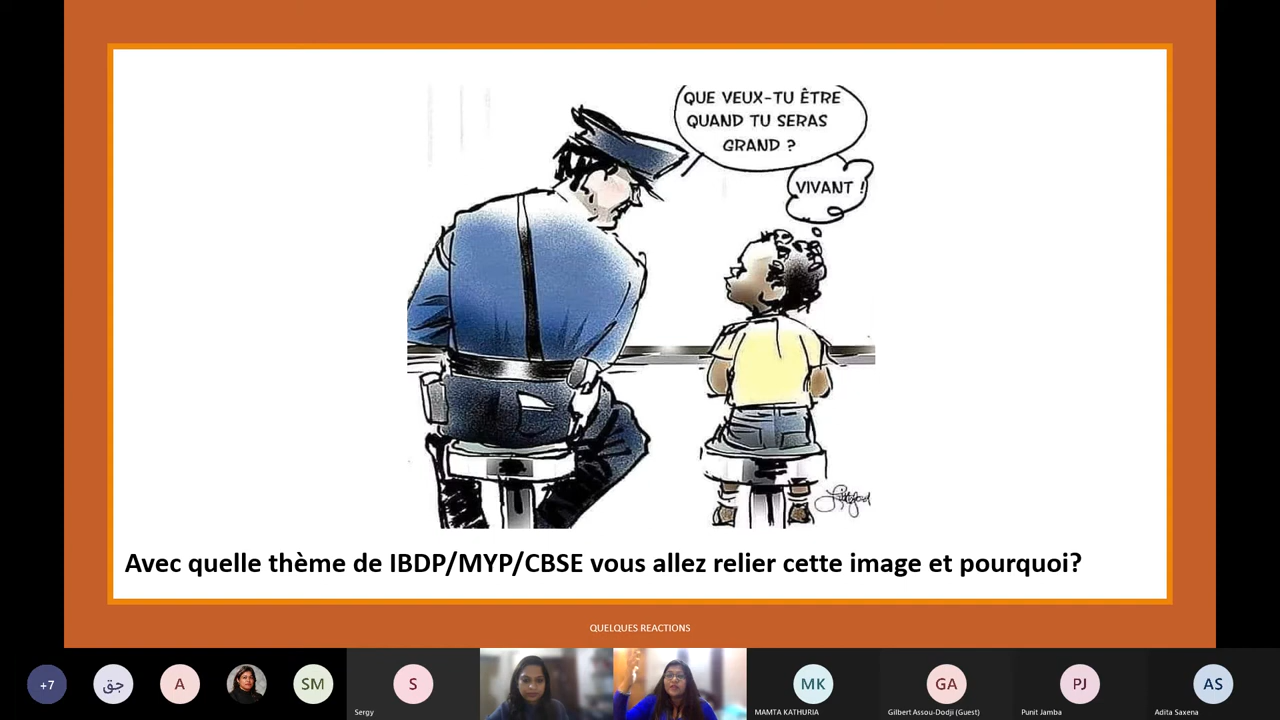 QUE VEUX-TU ÊTRE
QUAND TU SERAS
GRAND ?
VIVANT !
Avec quelle thème de IBDP/MYP/CBSE vous allez relier cette image et pourquoi?
QUELQUES REACTIONS
+7
جق
A
SM
S
MK
GA
PJ
AS
Sergy
MAMTA KATHURIA
Gilbert Assou-Dodji (Guest)
Punit Jamba
Adita Saxena